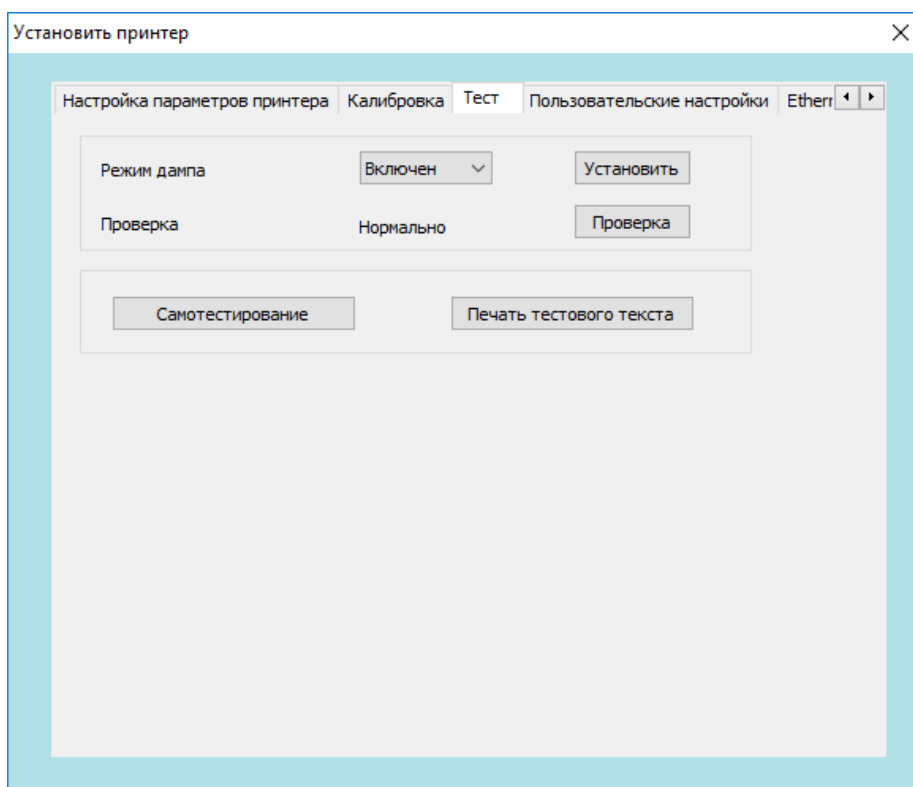 Установить принтер
Настройка параметров принтера Калибровка Тест Пользовательские настройки
Режим дампа Включен Установить
Проверка Нормально Проверка
Самотестирование Печать тестового текста